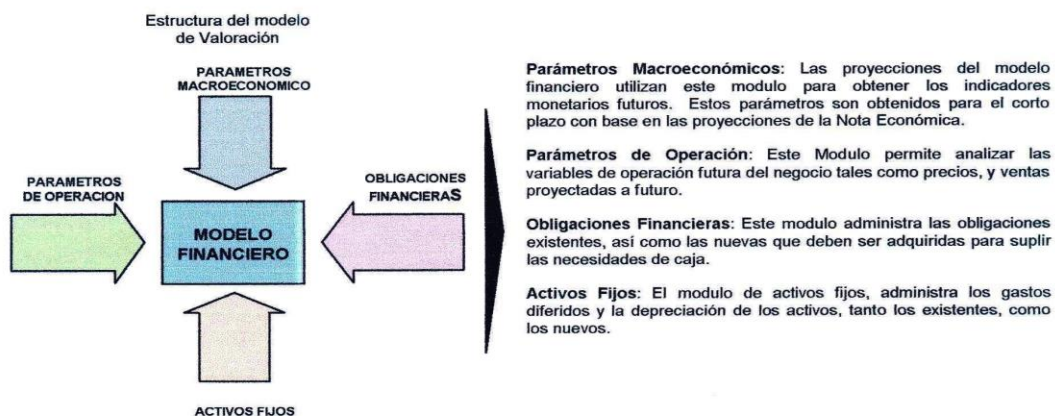 Estructura del modelo
de Valoración
PARAMETROS
MACROECONOMICO
PARAMETROS
DE OPERACION
OBLIGACIONES
FINANCIERAS
MODELO
FINANCIERO
ACTIVOS FIJOS
Parámetros Macroeconómicos: Las proyecciones del modelo
financiero utilizan este modulo para obtener los indicadores
monetarios futuros. Estos parámetros son obtenidos para el corto
plazo con base en las proyecciones de la Nota Económica.
Parámetros de Operación: Este Modulo permite analizar las
variables de operación futura del negocio tales como precios, y ventas
proyectadas a futuro.
Obligaciones Financieras: Este modulo administra las obligaciones
existentes, así como las nuevas que deben ser adquiridas para suplir
las necesidades de caja.
Activos Fijos: El modulo de activos fijos, administra los gastos
diferidos y la depreciación de los activos, tanto los existentes, como
los nuevos.